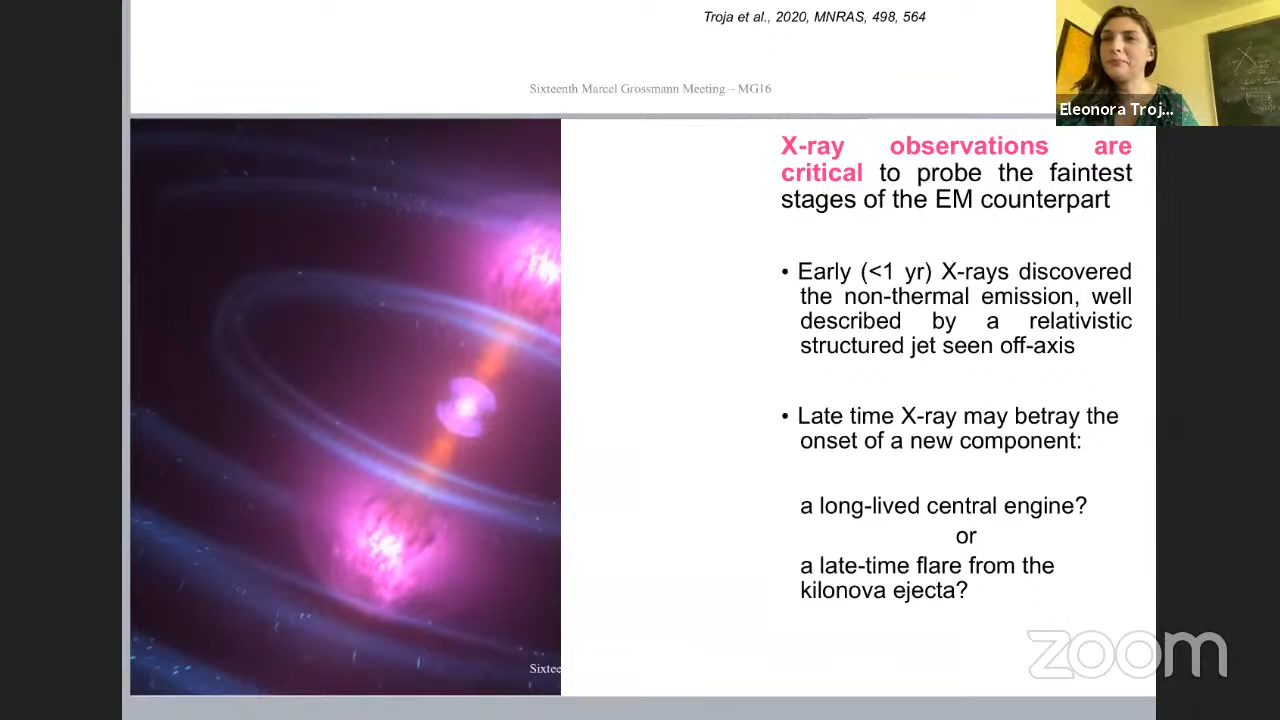 Troja et al., 2020, MNRAS, 498, 564
Sixteenth Marcel Grossmann Meeting – MG16
Eleonora Troj...
X-ray observations are
critical to probe the faintest
stages of the EM counterpart
• Early (<1 yr) X-rays discovered
the non-thermal emission, well
described by a relativistic
structured jet seen off-axis
• Late time X-ray may betray the
onset of a new component:
a long-lived central engine?
or
a late-time flare from the
kilonova ejecta?
Sixtee
zoom